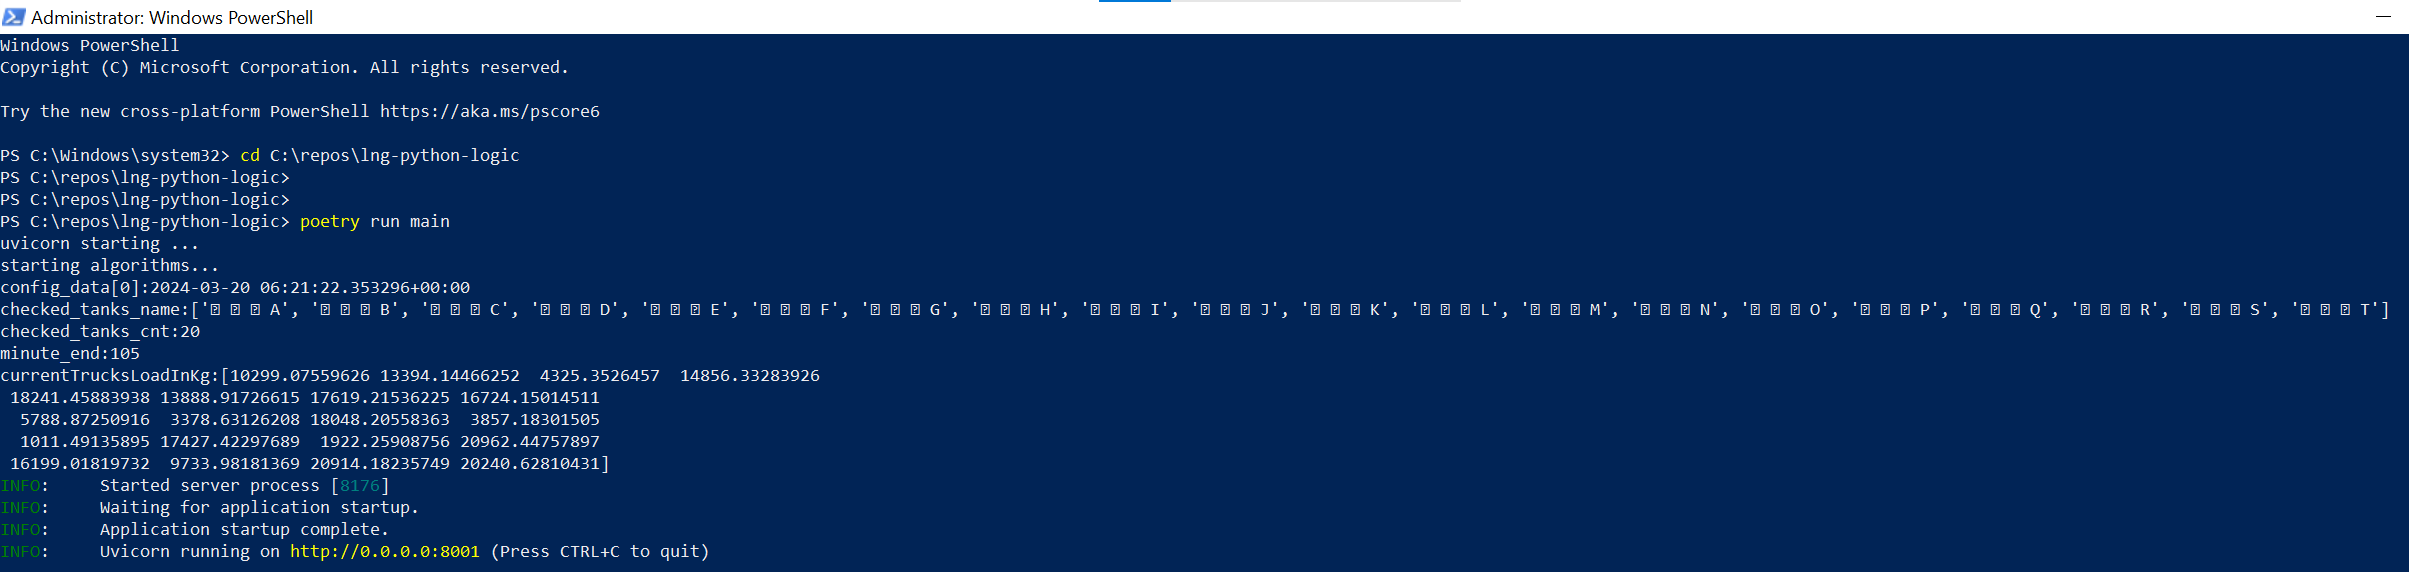 Administrator: Windows PowerShell
Windows PowerShell
Copyright (C) Microsoft Corporation. All rights reserved.
Try the new cross-platform PowerShell https://aka.ms/pscore6
PS C:\Windows\system32> cd C:\repos\lng-python-logic
PS C:\repos\lng-python-logic>
PS C:\repos\lng-python-logic>
PS C:\repos\lng-python-logic> poetry run main
uvicorn starting ...
starting algorithms...
config_data[0]:2024-03-20 06:21:22.353296+00:00
checked_tanks_name:['⍰⍰⍰A', '⍰⍰⍰B', '⍰⍰⍰C', '⍰⍰⍰D', '⍰⍰⍰E', '⍰⍰⍰F', '⍰⍰⍰G', '⍰⍰⍰H', '⍰⍰⍰I', '⍰⍰⍰J', '⍰⍰⍰K', '⍰⍰⍰L', '⍰⍰⍰M', '⍰⍰⍰N', '⍰⍰⍰O', '⍰⍰⍰P', '⍰⍰⍰Q', '⍰⍰⍰R', '⍰⍰⍰S', '⍰⍰⍰T']
checked_tanks_cnt:20
minute_end:105
currentTrucksLoadInKg:[10299.07559626 13394.14466252  4325.3526457  14856.33283926
 18241.45883938 13888.91726615 17619.21536225 16724.15014511
  5788.87250916  3378.63126208 18048.20558363  3857.18301505
  1011.49135895 17427.42297689  1922.25908756 20962.44757897
 16199.01819732  9733.98181369 20914.18235749 20240.62810431]
INFO:     Started server process [8176]
INFO:     Waiting for application startup.
INFO:     Application startup complete.
INFO:     Uvicorn running on http://0.0.0.0:8001 (Press CTRL+C to quit)